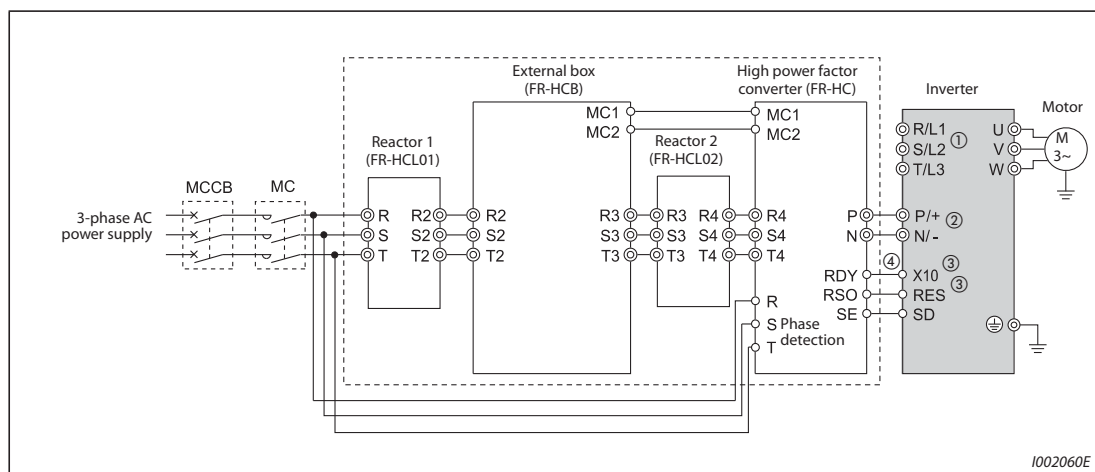 External box
(FR-HCB)
High power factor
converter (FR-HC)
Inverter
Motor
MC1
MC2
MC1
MC2
Reactor 1
(FR-HCL01)
Reactor 2
(FR-HCL02)
R/L1
S/L2
T/L3
①
U
V
W
M
3~
MCCB
MC
3-phase AC
power supply
R
S
T
R2
S2
T2
R2
S2
T2
R3
S3
T3
R3
S3
T3
R4
S4
T4
R4
S4
T4
P
N
P/+
N/-
②
RDY
RSO
SE
④
X10
RES
SD
③
③
R
S
T
Phase
detection
I002060E